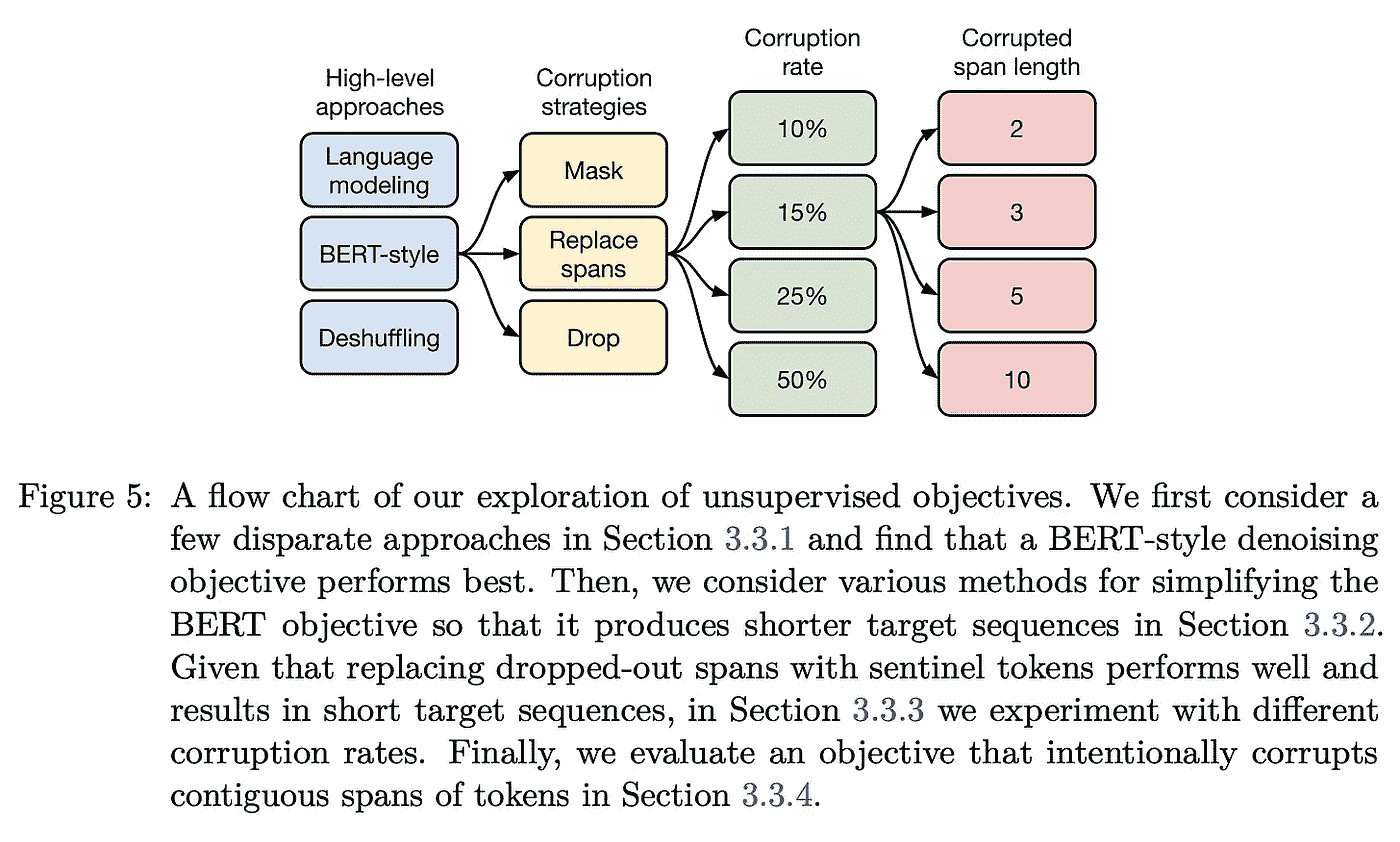 High-level
approaches
Language
modeling
BERT-style
Deshuffling
Corruption
strategies
Mask
Replace
spans
Drop
Corruption
rate
10%
15%
25%
50%
Corrupted
span length
2
3
5
10
Figure 5: A flow chart of our exploration of unsupervised objectives. We first consider a
few disparate approaches in Section 3.3.1 and find that a BERT-style denoising
objective performs best. Then, we consider various methods for simplifying the
BERT objective so that it produces shorter target sequences in Section 3.3.2.
Given that replacing dropped-out spans with sentinel tokens performs well and
results in short target sequences, in Section 3.3.3 we experiment with different
corruption rates. Finally, we evaluate an objective that intentionally corrupts
contiguous spans of tokens in Section 3.3.4.